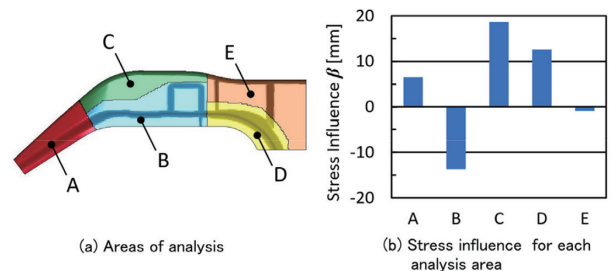 C
E
B
D
A
(a) Areas of analysis
Stress Influence β [mm]
20
10
0
-10
-20
A B C D E
(b) Stress influence for each
analysis area